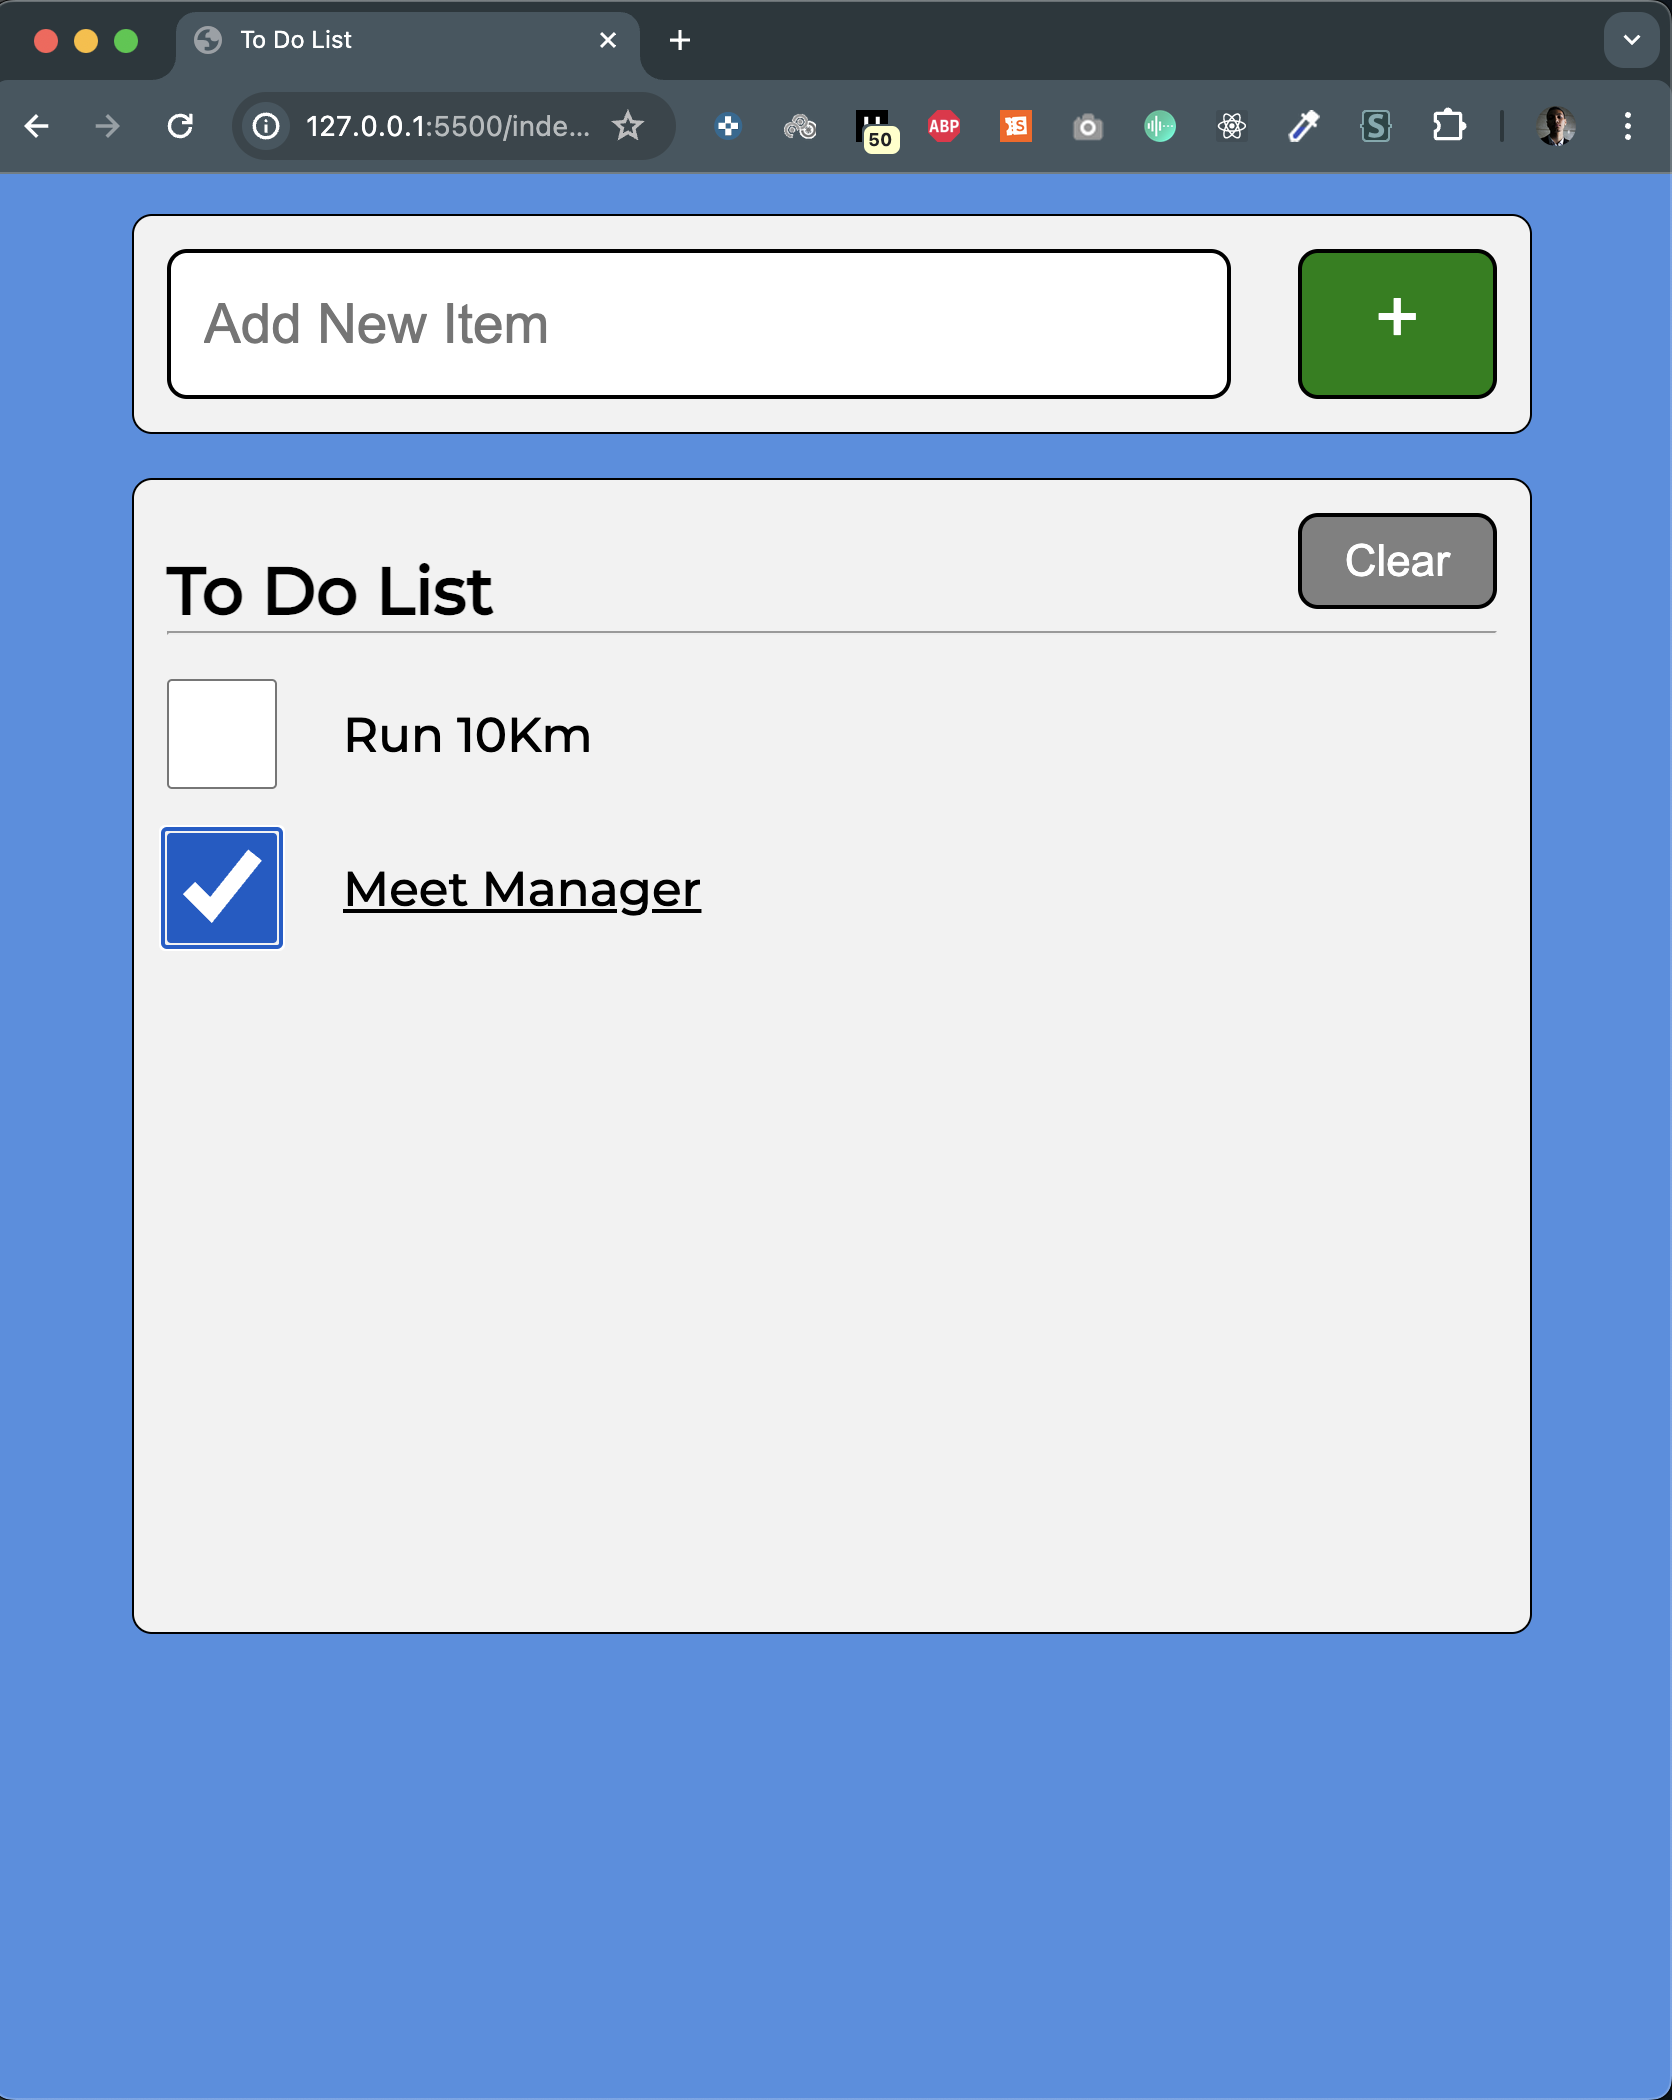 To Do List
127.0.0.1:5500/inde...
50
ABP
S
S
Add New Item
+
Clear
To Do List
Run 10Km
Meet Manager